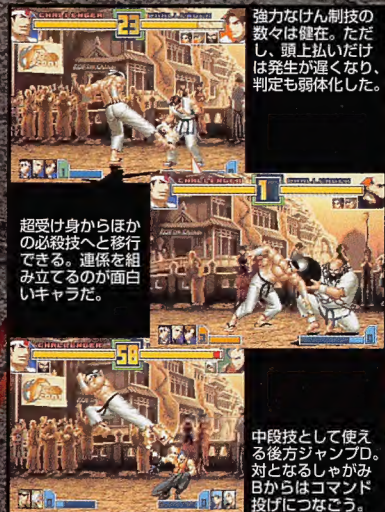 CHALLENGER
23
強力なけん制技の
数々は健在。ただ
し、頭上払いだけ
は発生が遅くなり、
判定も弱体化した。
CHALLENGER
CHALLENGER
1
超受け身からほか
の必殺技へと移行
できる。連係を組
み立てるのが面白
いキャラだ。
CHALLENGER
58
中段技として使え
る後方ジャンプD。
対となるしゃがみ
Bからはコマンド
投げにつなごう。